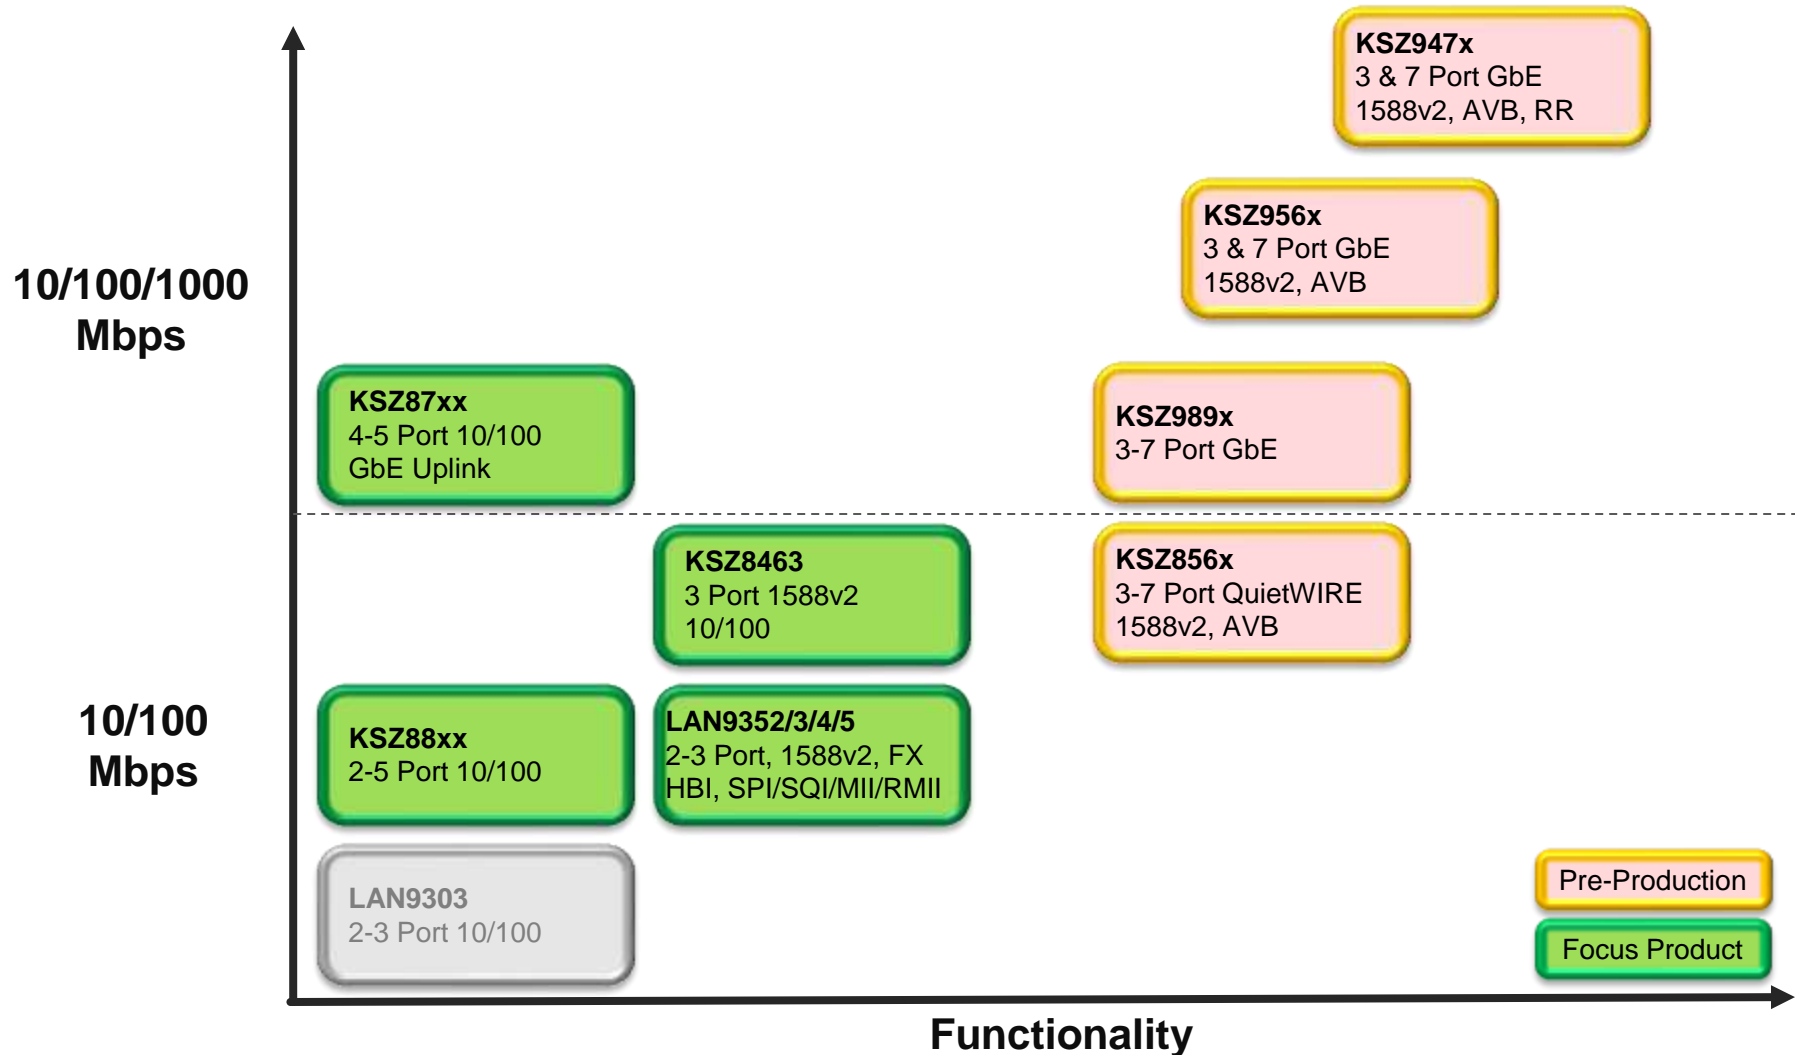 KSZ947x
3 & 7 Port GbE
1588v2, AVB, RR
KSZ956x
3 & 7 Port GbE
1588v2, AVB
10/100/1000
Mbps
KSZ87xx
4-5 Port 10/100
GbE Uplink
KSZ989x
3-7 Port GbE
KSZ8463
3 Port 1588v2
10/100
KSZ856x
3-7 Port QuietWIRE
1588v2, AVB
10/100
Mbps
KSZ88xx
2-5 Port 10/100
LAN9352/3/4/5
2-3 Port, 1588v2, FX
HBI, SPI/SQI/MII/RMII
LAN9303
2-3 Port 10/100
Pre-Production
Focus Product
Functionality